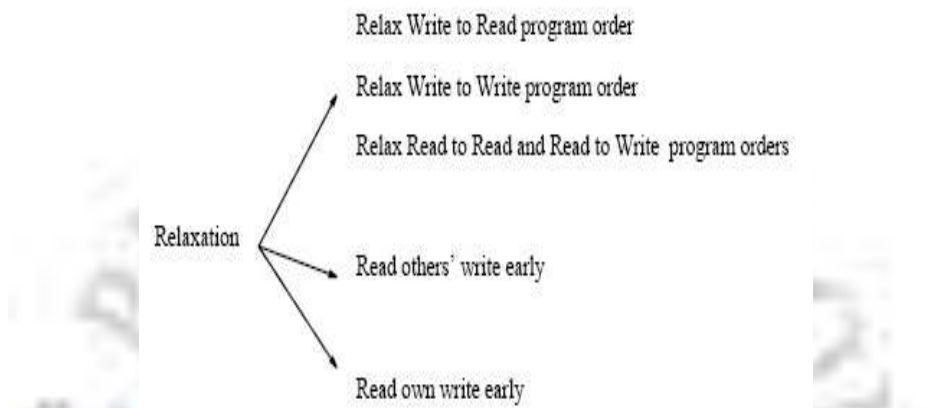 Relax Write to Read program order
Relax Write to Write program order
Relax Read to Read and Read to Write program orders
Relaxation
Read others' write early
Read own write early